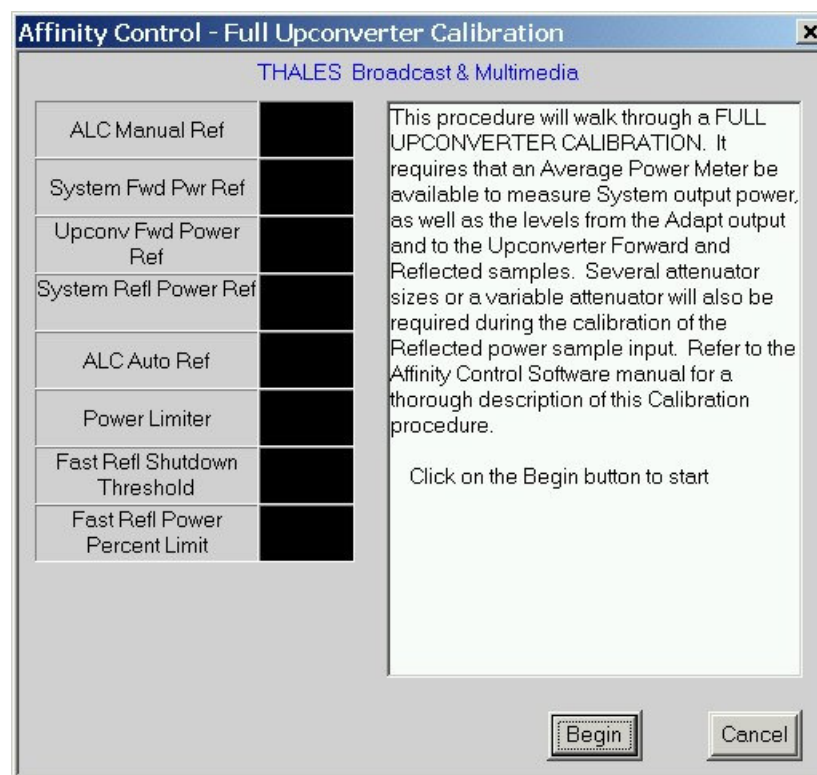 Affinity Control - Full Upconverter Calibration
THALES Broadcast & Multimedia
ALC Manual Ref
System Fwd Pwr Ref
Upconv Fwd Power
Ref
System Refl Power Ref
ALC Auto Ref
Power Limiter
Fast Refl Shutdown
Threshold
Fast Refl Power
Percent Limit
This procedure will walk through a FULL
UPCONVERTER CALIBRATION. It
requires that an Average Power Meter be
available to measure System output power,
as well as the levels from the Adapt output
and to the Upconverter Forward and
Reflected samples. Several attenuator
sizes or a variable attenuator will also be
required during the calibration of the
Reflected power sample input. Refer to the
Affinity Control Software manual for a
thorough description of this Calibration
procedure.
Click on the Begin button to start
Begin
Cancel